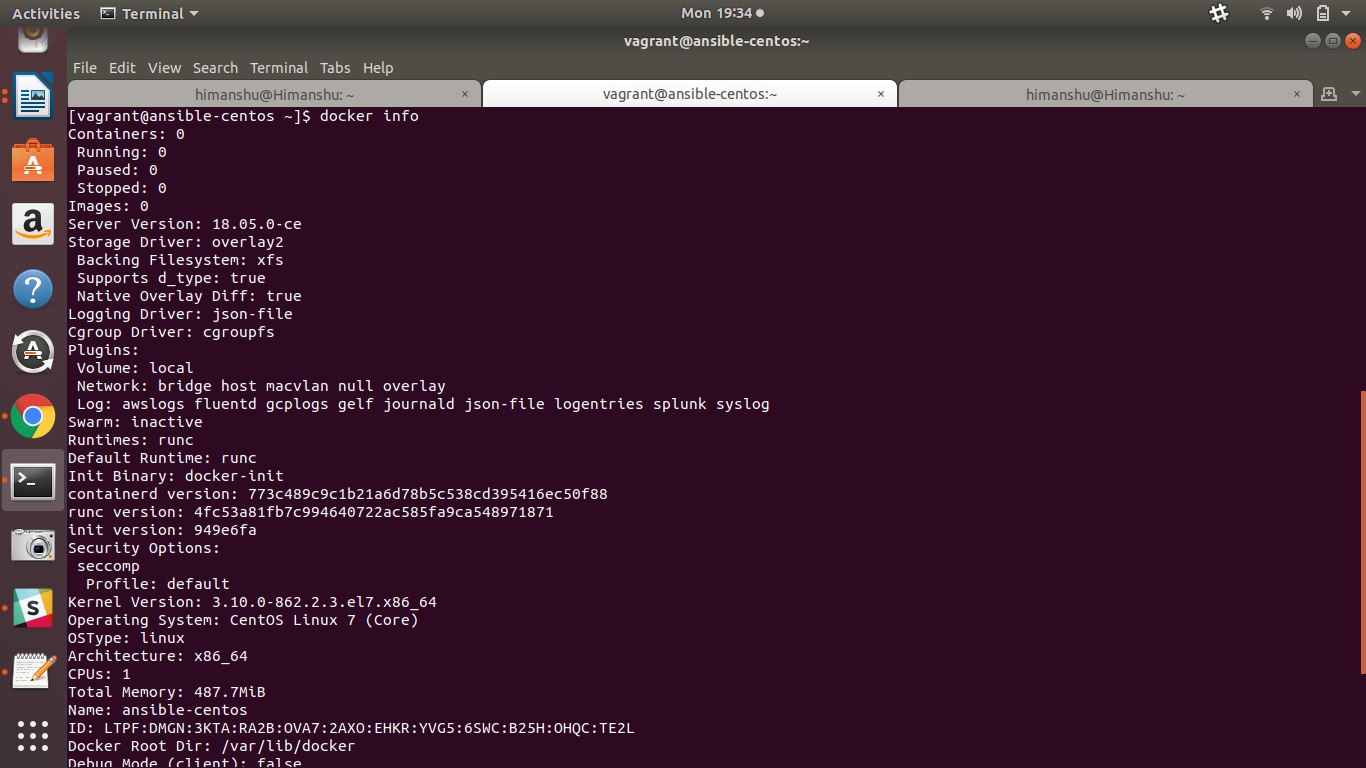 Activities Terminal Mon 19:34
vagrant@ansible-centos:~
File Edit View Search Terminal Tabs Help
himanshu@Himanshu: ~ × vagrant@ansible-centos:~ × himanshu@Himanshu: ~ ×
[vagrant@ansible-centos ~]$ docker info
Containers: 0
 Running: 0
 Paused: 0
 Stopped: 0
Images: 0
Server Version: 18.05.0-ce
Storage Driver: overlay2
 Backing Filesystem: xfs
 Supports d_type: true
 Native Overlay Diff: true
Logging Driver: json-file
Cgroup Driver: cgroupfs
Plugins:
 Volume: local
 Network: bridge host macvlan null overlay
 Log: awslogs fluentd gcplogs gelf journald json-file logentries splunk syslog
Swarm: inactive
Runtimes: runc
Default Runtime: runc
Init Binary: docker-init
containerd version: 773c489c9c1b21a6d78b5c538cd395416ec50f88
runc version: 4fc53a81fb7c994640722ac585fa9ca548971871
init version: 949e6fa
Security Options:
 seccomp
  Profile: default
Kernel Version: 3.10.0-862.2.3.el7.x86_64
Operating System: CentOS Linux 7 (Core)
OSType: linux
Architecture: x86_64
CPUs: 1
Total Memory: 487.7MiB
Name: ansible-centos
ID: LTPF:DMGN:3KTA:RA2B:OVA7:2AXO:EHKR:YVG5:6SWC:B25H:OHQC:TE2L
Docker Root Dir: /var/lib/docker
Debug Mode (client): false